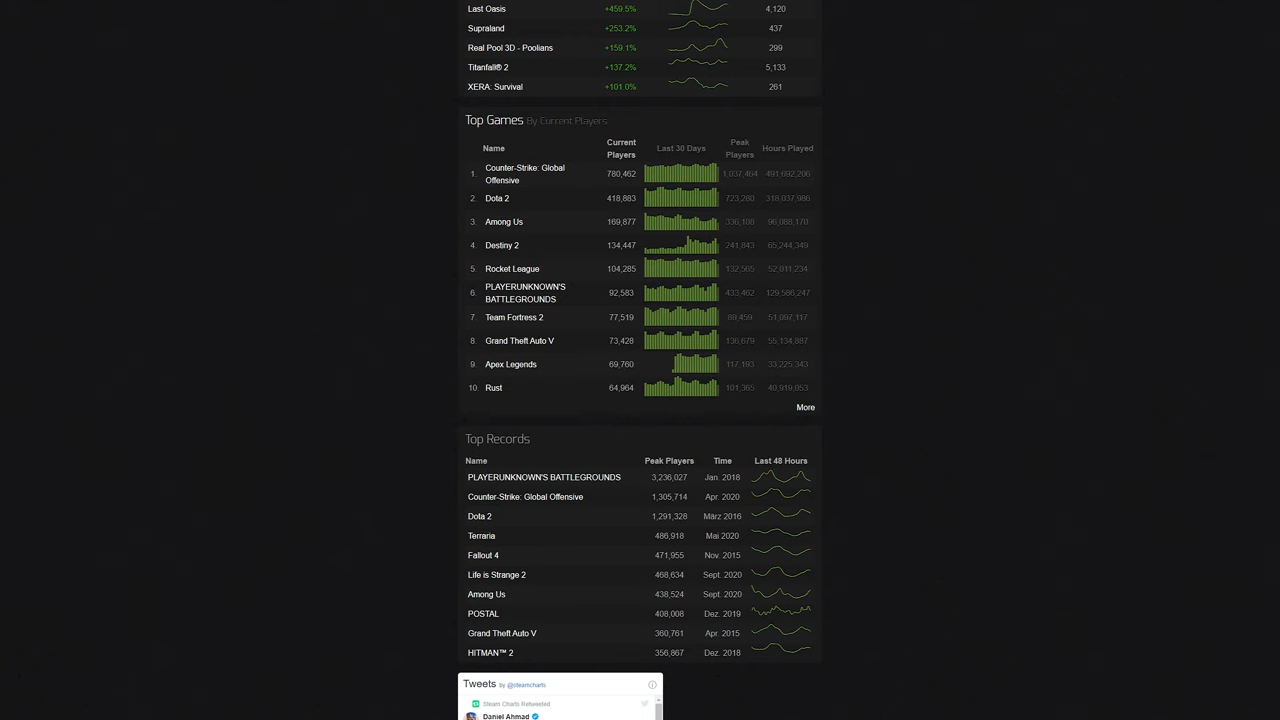 Last Oasis +459.5% 4,120
Supraland +253.2% 437
Real Pool 3D - Poolians +159.1% 299
Titanfall® 2 +137.2% 5,133
XERA: Survival +101.0% 261
Top Games By Current Players
Name Current Players Last 30 Days Peak Players Hours Played
1. Counter-Strike: Global Offensive 780,462 1,037,464 491,692,206
2. Dota 2 418,883 723,280 318,037,986
3. Among Us 169,877 336,108 96,088,170
4. Destiny 2 134,447 241,843 65,244,349
5. Rocket League 104,285 132,565 52,011,234
6. PLAYERUNKNOWN'S BATTLEGROUNDS 92,583 433,462 129,586,247
7. Team Fortress 2 77,519 89,459 51,097,117
8. Grand Theft Auto V 73,428 136,679 55,134,887
9. Apex Legends 69,760 117,193 33,225,343
10. Rust 64,964 101,365 40,919,053
More
Top Records
Name Peak Players Time Last 48 Hours
PLAYERUNKNOWN'S BATTLEGROUNDS 3,236,027 Jan. 2018
Counter-Strike: Global Offensive 1,305,714 Apr. 2020
Dota 2 1,291,328 März 2016
Terraria 486,918 Mai 2020
Fallout 4 471,955 Nov. 2015
Life is Strange 2 468,634 Sept. 2020
Among Us 438,524 Sept. 2020
POSTAL 408,008 Dez. 2019
Grand Theft Auto V 360,761 Apr. 2015
HITMAN™ 2 356,867 Dez. 2018
Tweets by @steamcharts
Steam Charts Retweeted
Daniel Ahmad